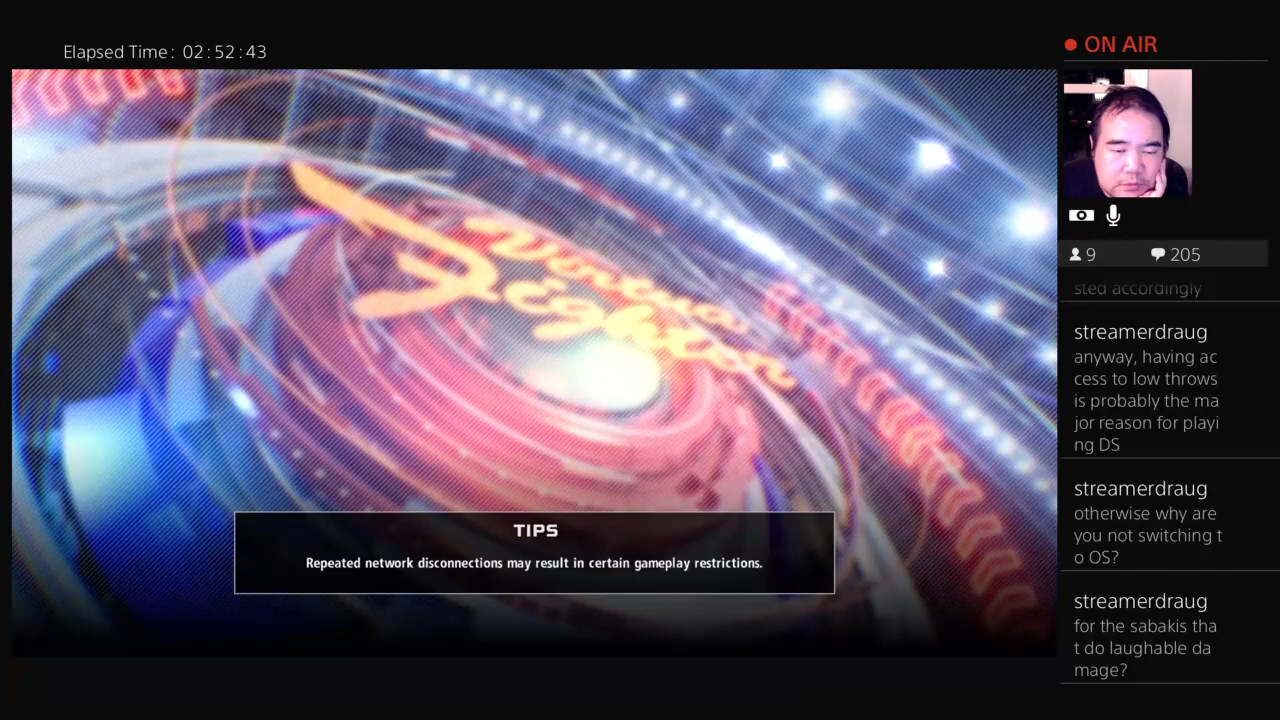 Elapsed Time: 02:52:43
ON AIR
9
205
sted accordingly
streamerdraug
anyway, having ac
cess to low throws
is probably the ma
jor reason for playi
ng DS
streamerdraug
otherwise why are
you not switching t
o OS?
streamerdraug
for the sabakis tha
t do laughable da
mage?
Virtua
Fighter
TIPS
Repeated network disconnections may result in certain gameplay restrictions.